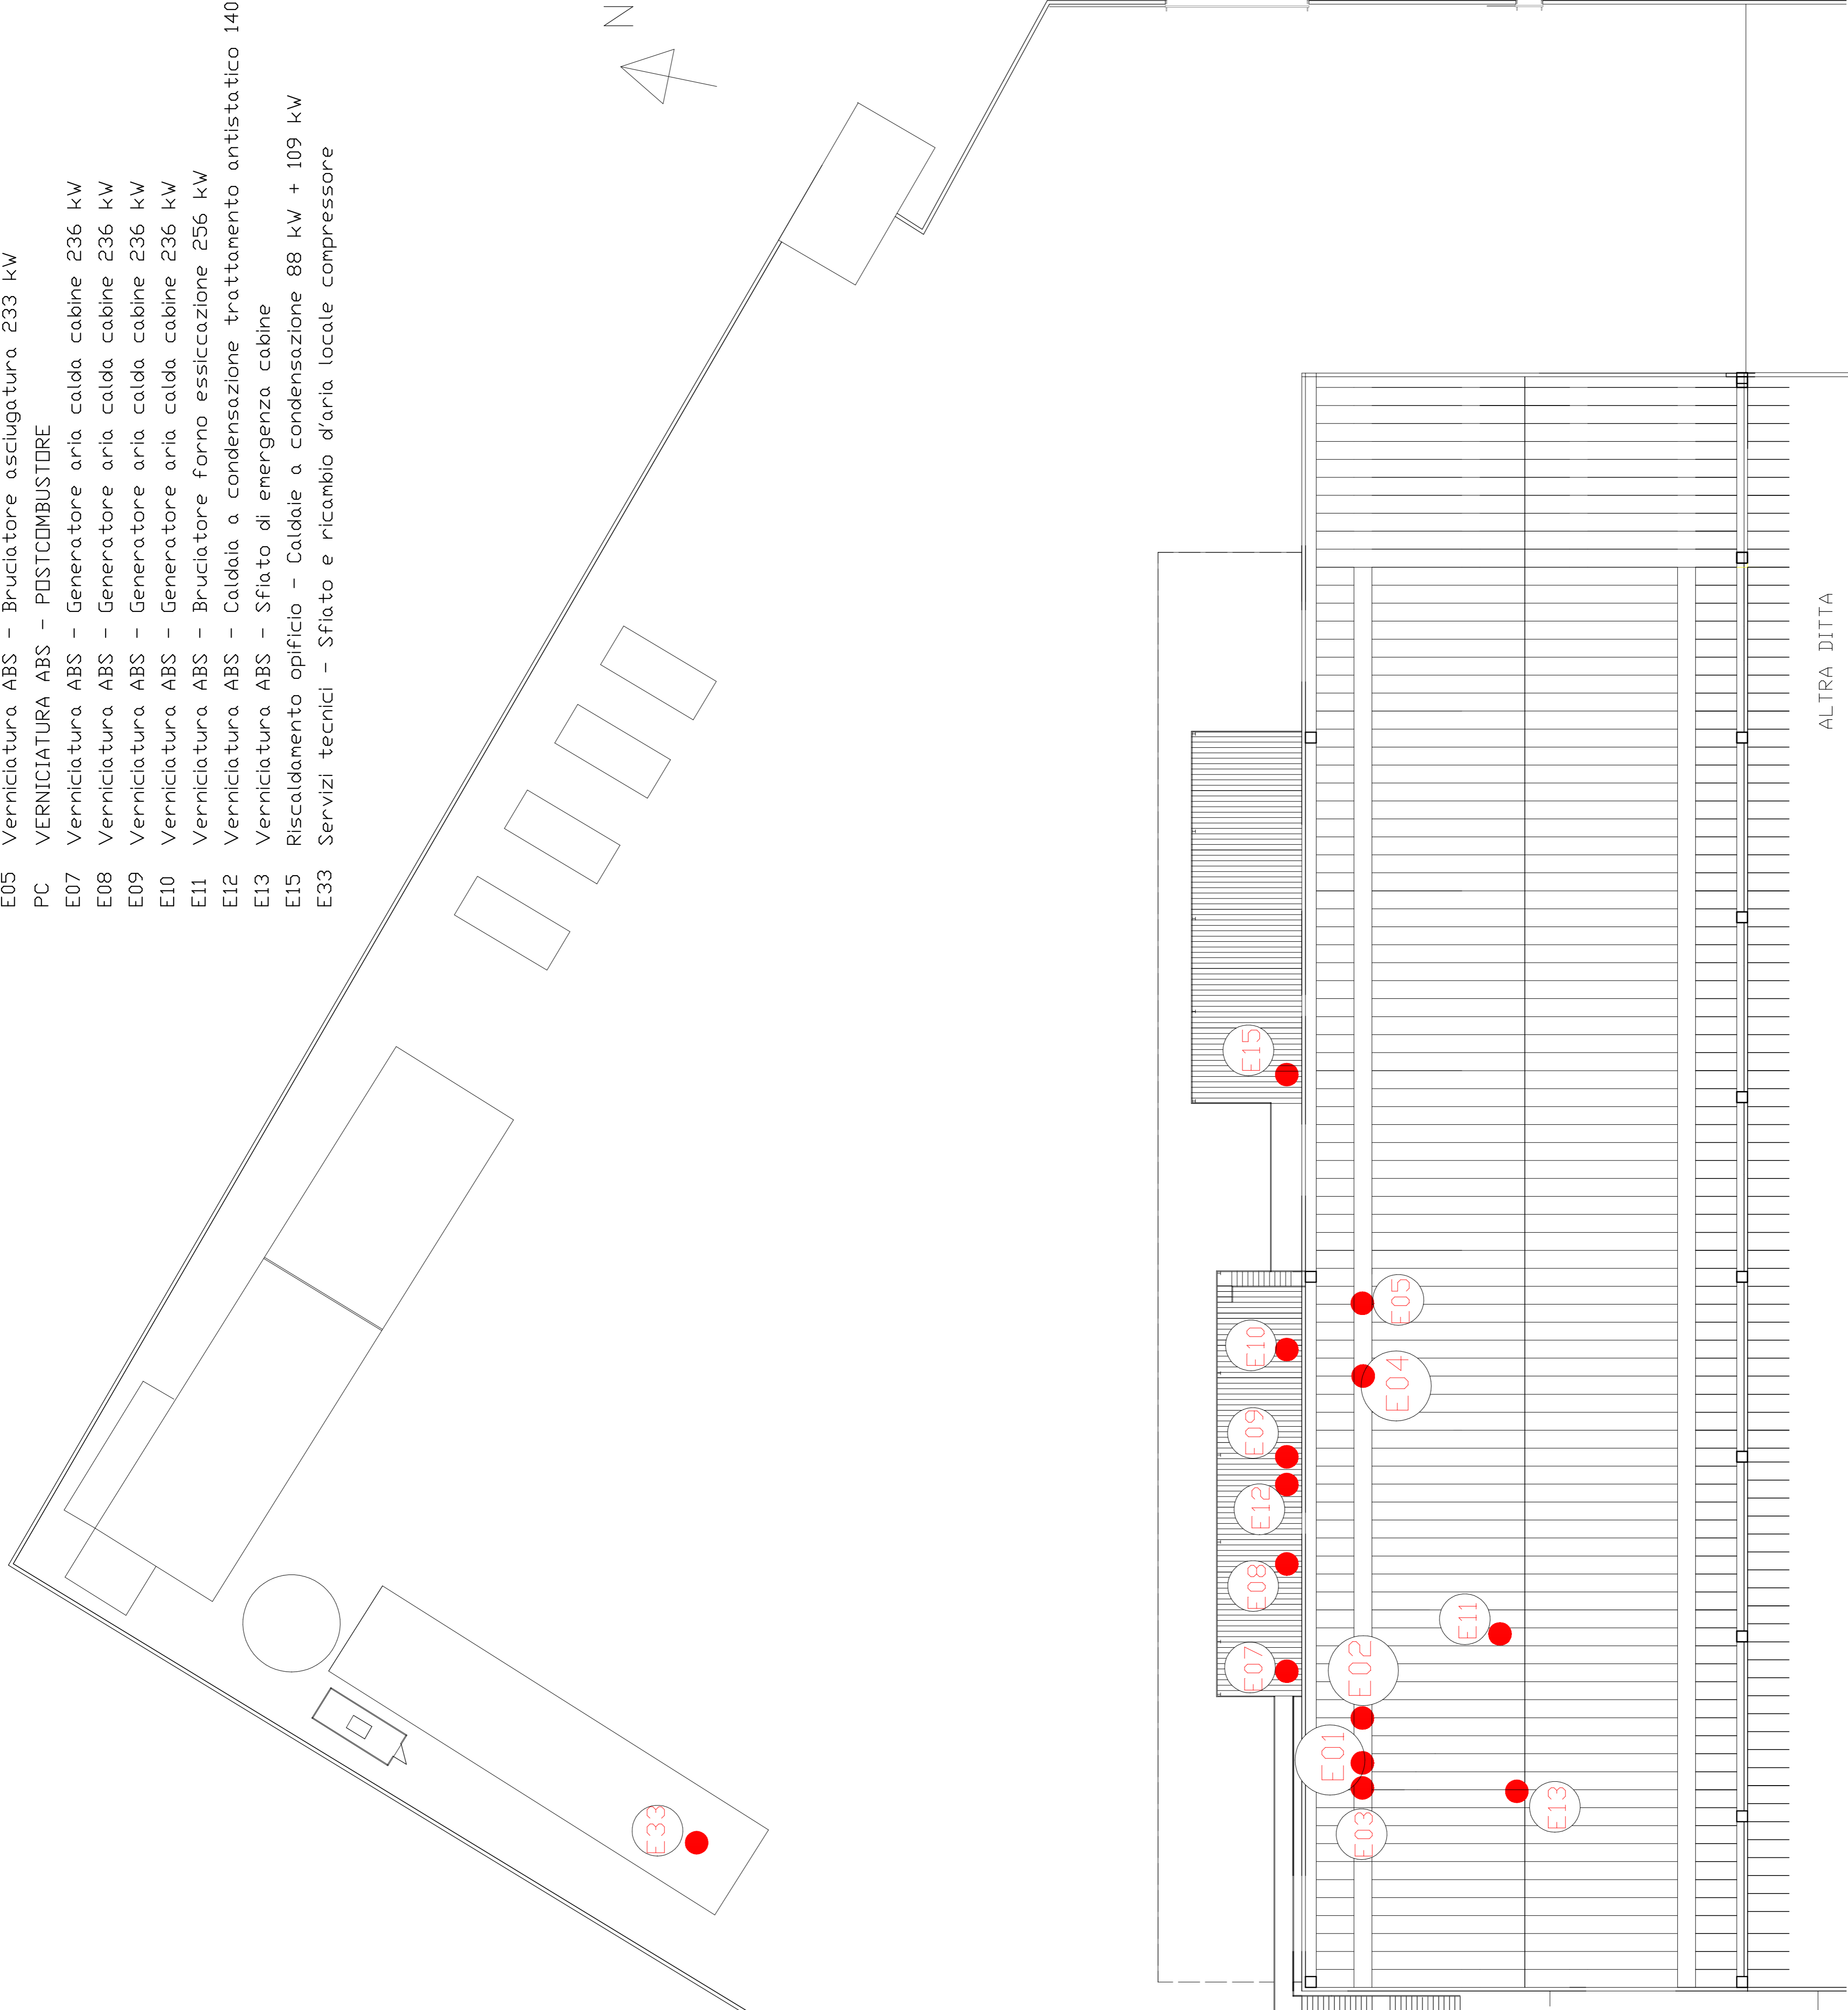 E05 Verniciatura ABS - Bruciatore asciugatura 233 kW
PC VERNICIATURA ABS - POSTCOMBUSTORE
E07 Verniciatura ABS - Generatore aria calda cabine 236 kW
E08 Verniciatura ABS - Generatore aria calda cabine 236 kW
E09 Verniciatura ABS - Generatore aria calda cabine 236 kW
E10 Verniciatura ABS - Generatore aria calda cabine 236 kW
E11 Verniciatura ABS - Bruciatore forno essiccazione 256 kW
E12 Verniciatura ABS - Caldaia a condensazione trattamento antistatico 140
E13 Verniciatura ABS - Sfiato di emergenza cabine
E15 Riscaldamento opificio - Caldaie a condensazione 88 kW + 109 kW
E33 Servizi tecnici - Sfiato e ricambio d'aria locale compressore
N
E33
E15
E10
E09
E12
E08
E07
E05
E04
E02
E01
E03
E11
E13
ALTRA DITTA